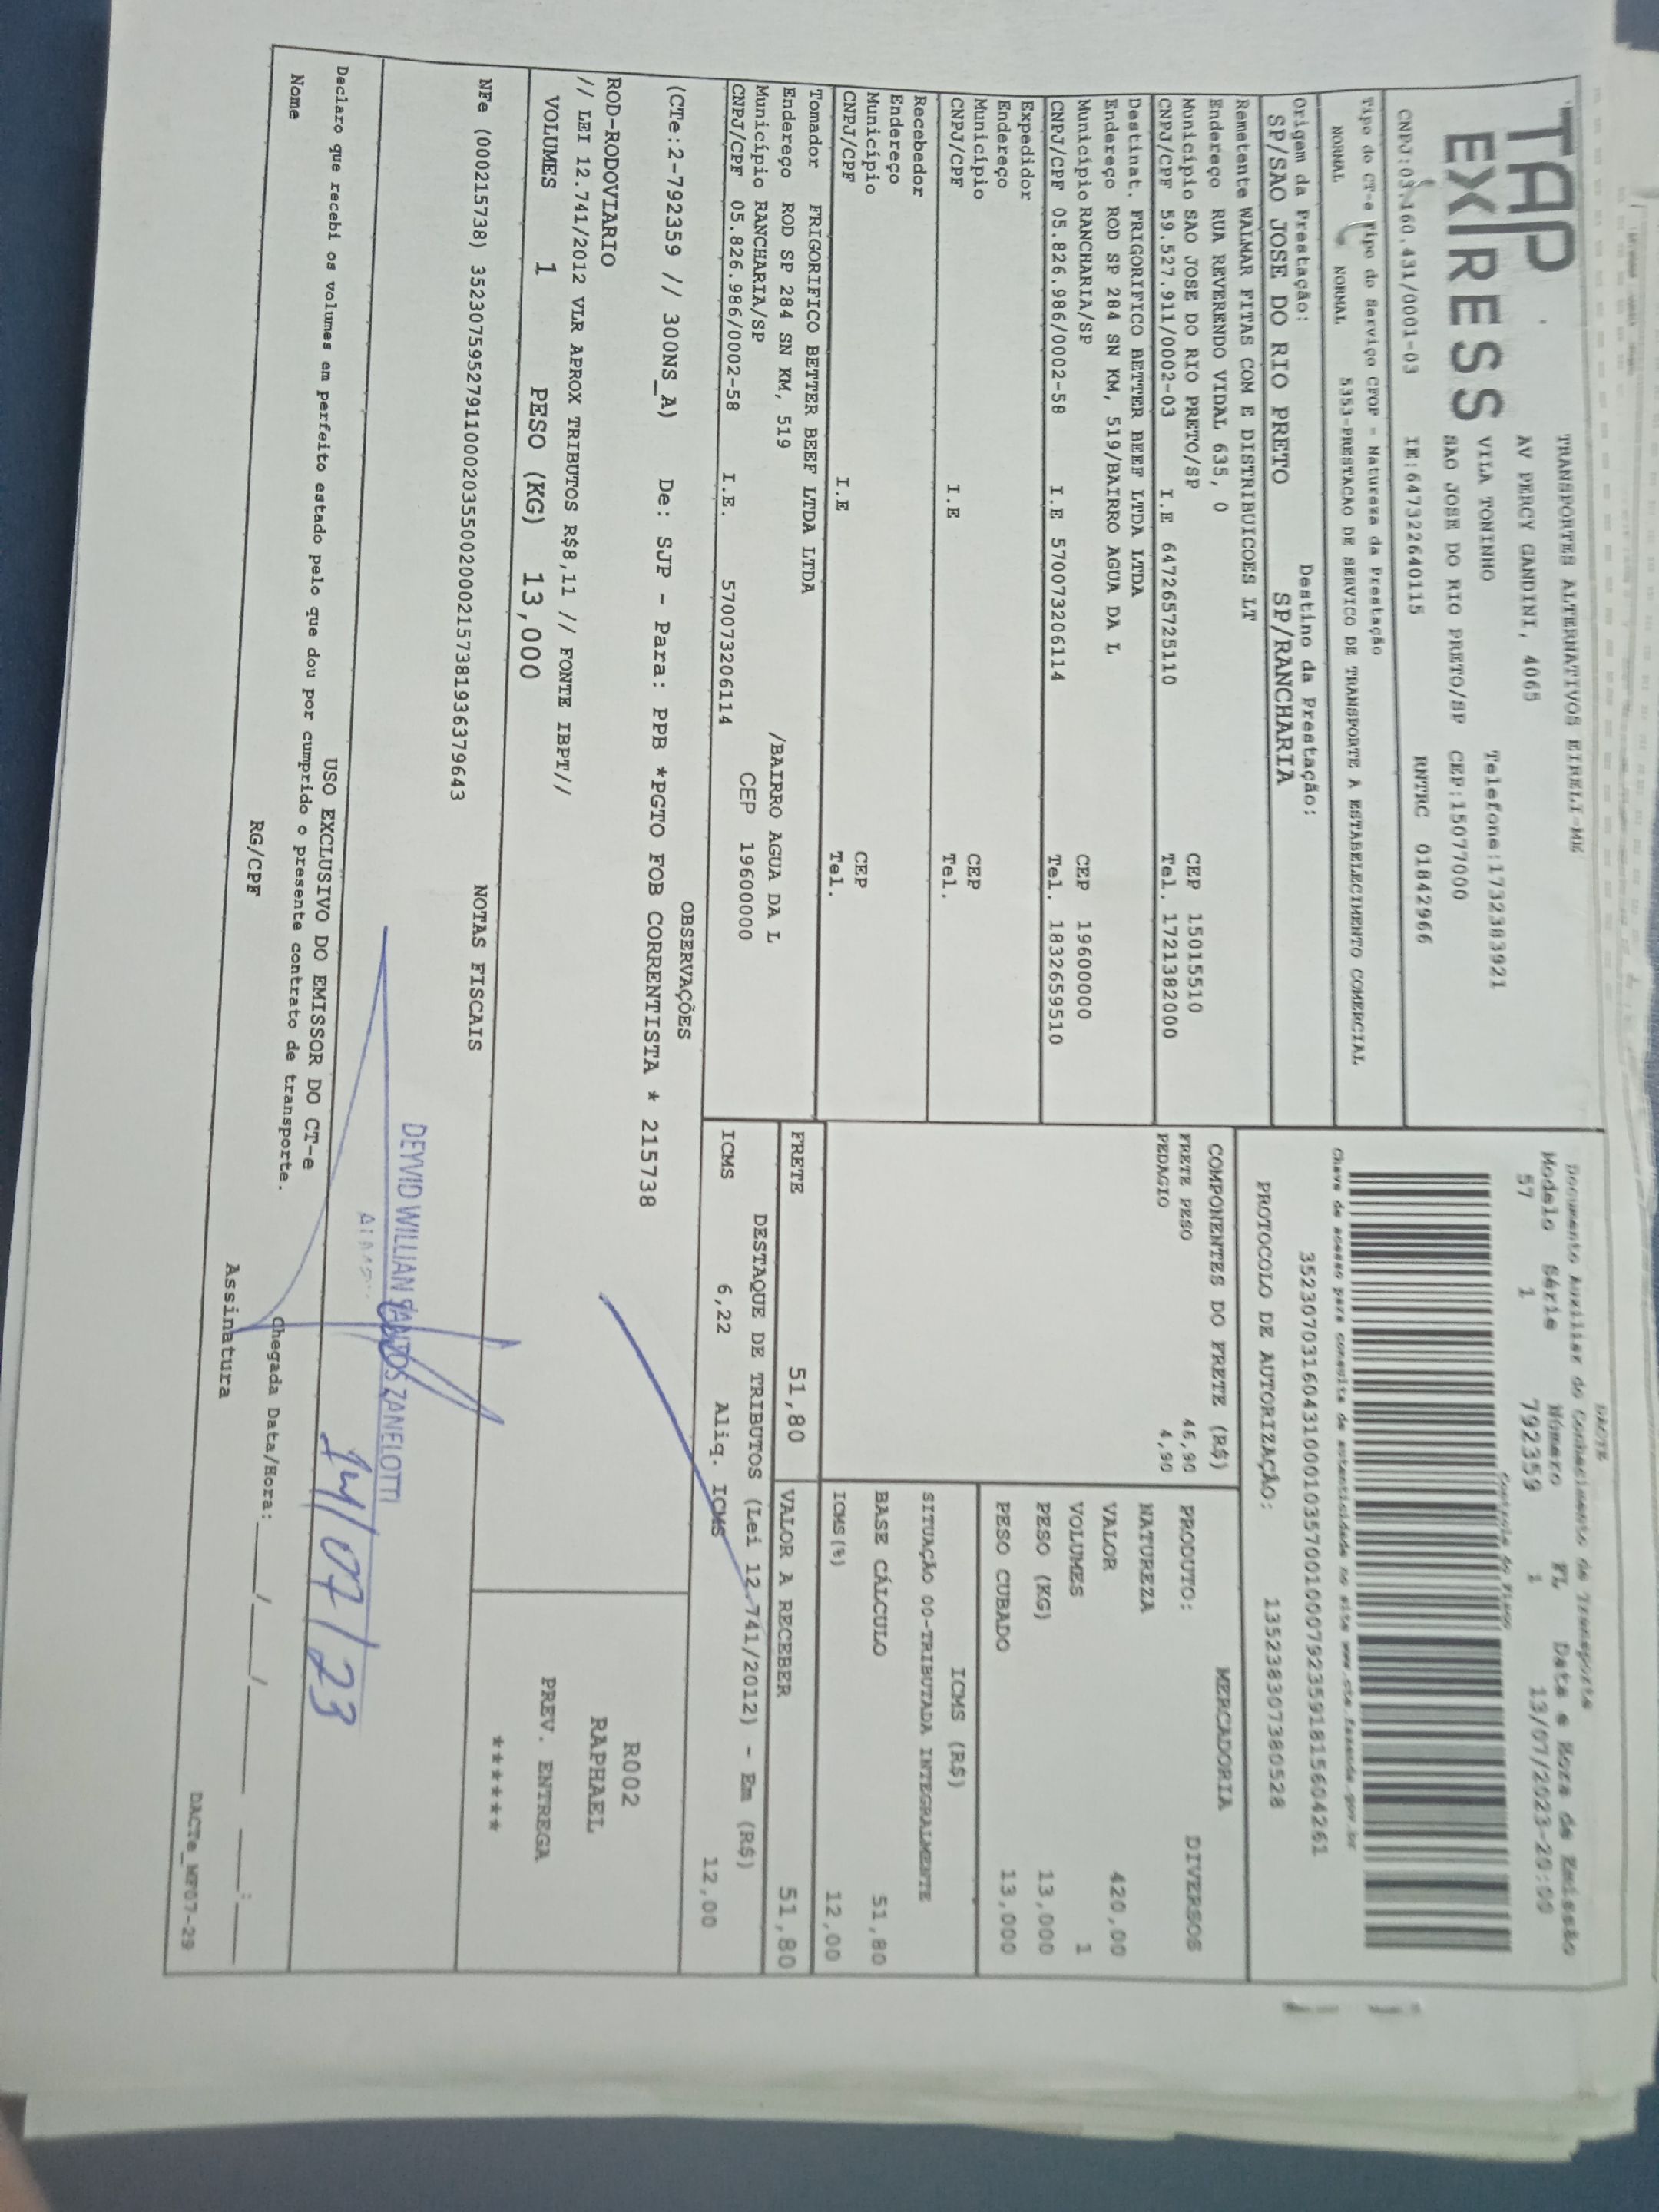 TAP
EXPRESS
TRANSPORTES ALTERNATIVOS EIRELI-ME
AV PERCY GANDINI, 4065
VILA TONINHO Telefone:1732383921
SAO JOSE DO RIO PRETO/SP CEP:15077000
CNPJ:03.160.431/0001-03 IE:647322640115 RNTRC 01842966
Tipo do CT-e Tipo do Serviço CFOP - Natureza da Prestação
NORMAL NORMAL 5353-PRESTACAO DE SERVICO DE TRANSPORTE A ESTABELECIMENTO COMERCIAL
Origem da Prestação: Destino da Prestação:
SP/SAO JOSE DO RIO PRETO SP/RANCHARIA
DACTE
Documento Auxiliar do Conhecimento de Transporte
Modelo Série Número FL Data e Hora de Emissão
57 1 792359 1 13/07/2023-20:00
Controle do Fisco
Chave de acesso para consulta de autenticidade no site www.cte.fazenda.gov.br
35230703160431000103570010007923591815604261
PROTOCOLO DE AUTORIZAÇÃO: 135238307380528
Remetente WALMAR FITAS COM E DISTRIBUICOES LT
Endereço RUA REVERENDO VIDAL 635, 0
Município SAO JOSE DO RIO PRETO/SP CEP 15015510
CNPJ/CPF 59.527.911/0002-03 I.E 647265725110 Tel. 1721382000
Destinat. FRIGORIFICO BETTER BEEF LTDA LTDA
Endereço ROD SP 284 SN KM, 519/BAIRRO AGUA DA L
Município RANCHARIA/SP CEP 19600000
CNPJ/CPF 05.826.986/0002-58 I.E 570073206114 Tel. 1832659510
Expedidor
Endereço
Município CEP
CNPJ/CPF I.E Tel.
Recebedor
Endereço
Município CEP
CNPJ/CPF I.E Tel.
Tomador FRIGORIFICO BETTER BEEF LTDA LTDA
Endereço ROD SP 284 SN KM, 519 /BAIRRO AGUA DA L
Município RANCHARIA/SP CEP 19600000
CNPJ/CPF 05.826.986/0002-58 I.E. 570073206114
COMPONENTES DO FRETE (R$)
FRETE PESO 46,90
PEDAGIO 4,90
MERCADORIA
PRODUTO: DIVERSOS
NATUREZA
VALOR 420,00
VOLUMES 1
PESO (KG) 13,000
PESO CUBADO 13,000
ICMS (R$)
SITUAÇÃO 00-TRIBUTADA INTEGRALMENTE
BASE CÁLCULO 51,80
ICMS(%) 12,00
FRETE 51,80 VALOR A RECEBER 51,80
DESTAQUE DE TRIBUTOS (Lei 12.741/2012) - Em (R$)
ICMS 6,22 Aliq. ICMS 12,00
OBSERVAÇÕES
(CTe:2-792359 // 300NS_A) De: SJP - Para: PPB *PGTO FOB CORRENTISTA * 215738
ROD-RODOVIARIO
// LEI 12.741/2012 VLR APROX TRIBUTOS R$8,11 // FONTE IBPT//
VOLUMES 1 PESO (KG) 13,000
R002
RAPHAEL
PREV. ENTREGA
******
NOTAS FISCAIS
NFe (000215738) 35230759527911000203550020002157381936379643
DEYVID WILLIAN SANTOS ZANELOTTI
14/07/23
USO EXCLUSIVO DO EMISSOR DO CT-e
Declaro que recebi os volumes em perfeito estado pelo que dou por cumprido o presente contrato de transporte.
Nome RG/CPF Assinatura Chegada Data/Hora:____/____/______ ___:___
DACTe_MF07-29